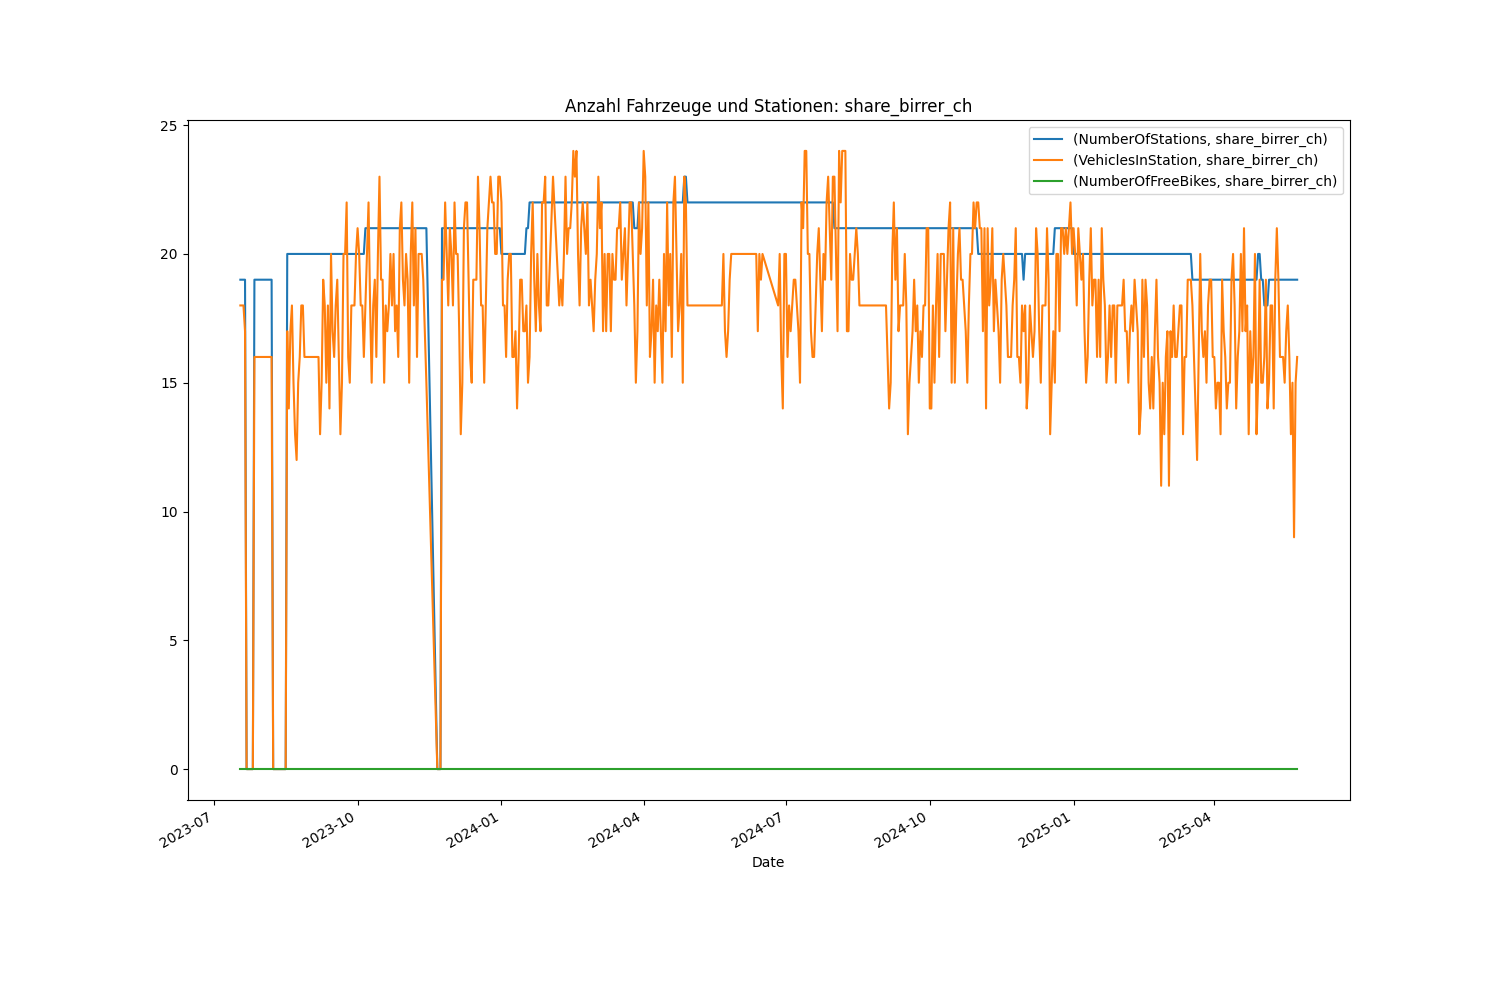 Anzahl Fahrzeuge und Stationen: share_birrer_ch
(NumberOfStations, share_birrer_ch)
(VehiclesInStation, share_birrer_ch)
(NumberOfFreeBikes, share_birrer_ch)
25
20
15
10
5
0
2023-07
2023-10
2024-01
2024-04
2024-07
2024-10
2025-01
2025-04
Date